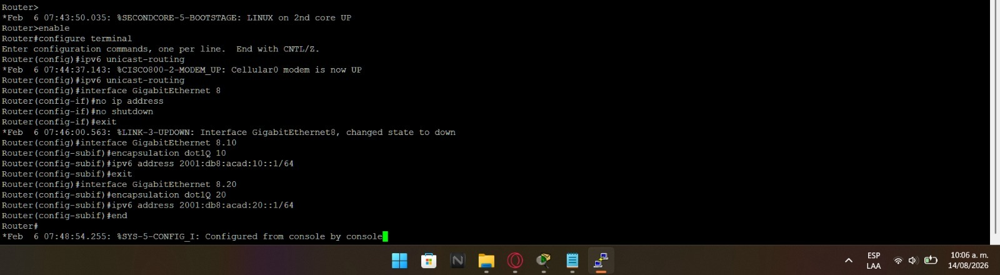 Router>
*Feb  6 07:43:50.035: %SECONDCORE-5-BOOTSTAGE: LINUX on 2nd core UP
Router>enable
Router#configure terminal
Enter configuration commands, one per line.  End with CNTL/Z.
Router(config)#ipv6 unicast-routing
*Feb  6 07:44:37.143: %CISCO800-2-MODEM_UP: Cellular0 modem is now UP
Router(config)#ipv6 unicast-routing
Router(config)#interface GigabitEthernet 8
Router(config-if)#no ip address
Router(config-if)#no shutdown
Router(config-if)#exit
*Feb  6 07:46:00.563: %LINK-3-UPDOWN: Interface GigabitEthernet8, changed state to down
Router(config)#interface GigabitEthernet 8.10
Router(config-subif)#encapsulation dot1Q 10
Router(config-subif)#ipv6 address 2001:db8:acad:10::1/64
Router(config-subif)#exit
Router(config)#interface GigabitEthernet 8.20
Router(config-subif)#encapsulation dot1Q 20
Router(config-subif)#ipv6 address 2001:db8:acad:20::1/64
Router(config-subif)#end
Router#
*Feb  6 07:48:54.255: %SYS-5-CONFIG_I: Configured from console by console
ESP
LAA
10:06 a. m.
14/08/2026